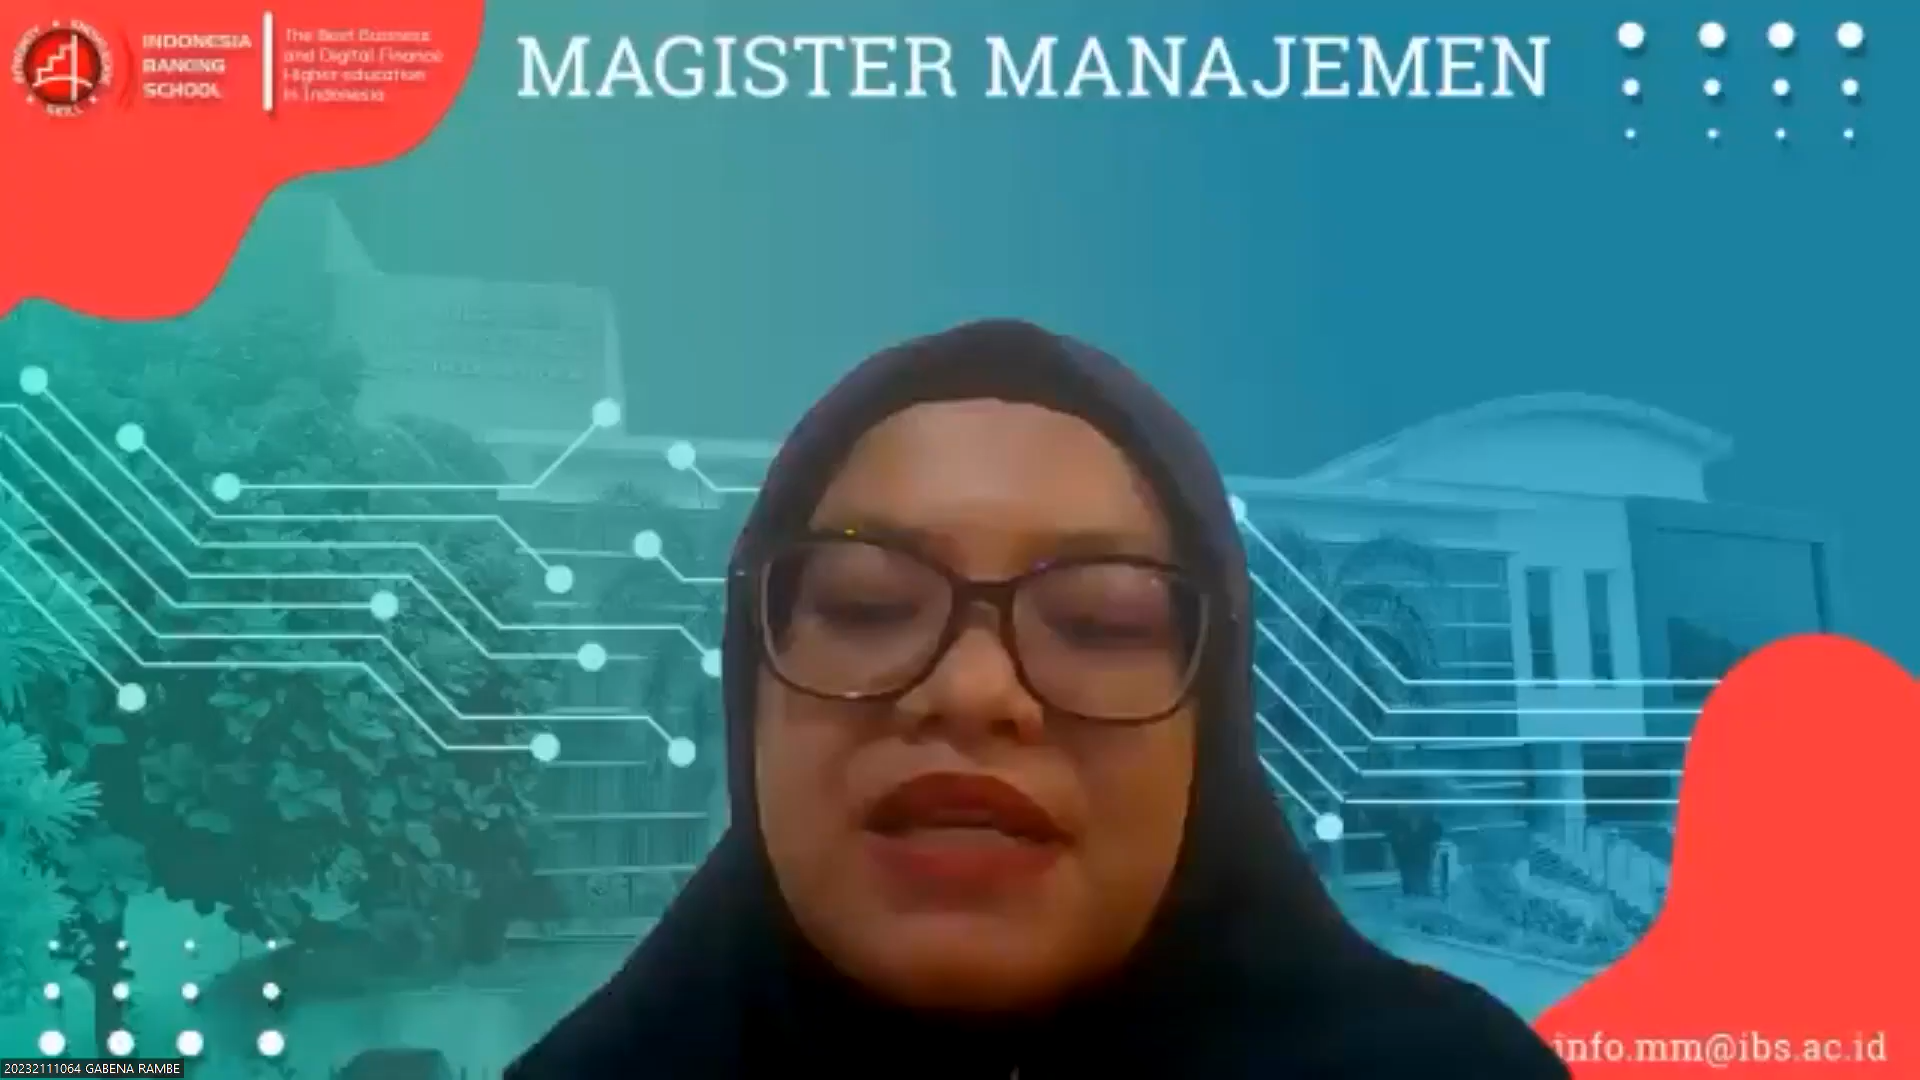 INDONESIA
BANKING
SCHOOL
The Best Business
and Digital Finance
Higher education
in Indonesia
MAGISTER MANAJEMEN
SKILL
info.mm@ibs.ac.id
20232111064 GABENA RAMBE